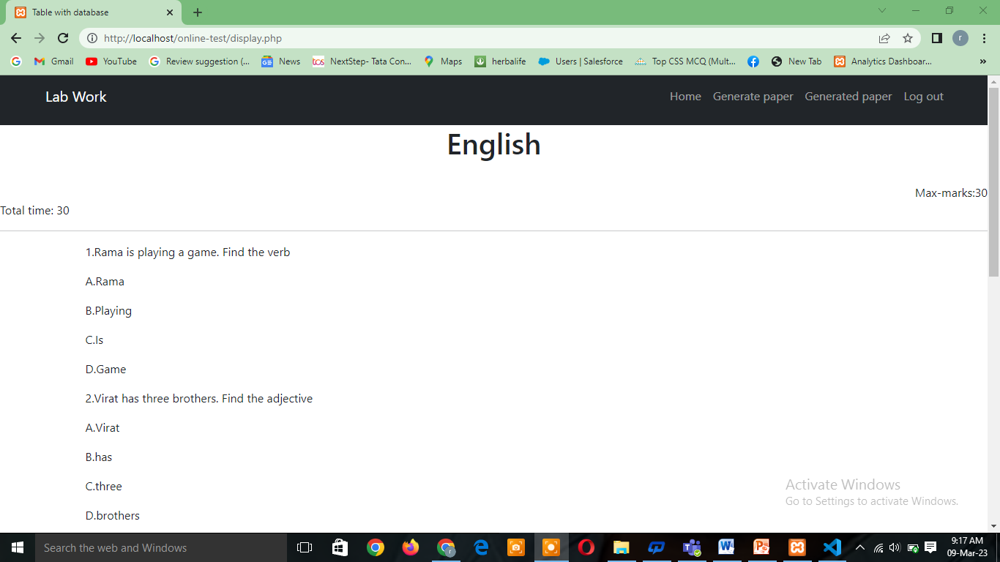 Table with database
http://localhost/online-test/display.php
r
Gmail YouTube Review suggestion (... News NextStep- Tata Con... Maps herbalife Users | Salesforce Top CSS MCQ (Mult... New Tab Analytics Dashboar... »
Lab Work Home Generate paper Generated paper Log out
English
Max-marks:30
Total time: 30
1.Rama is playing a game. Find the verb
A.Rama
B.Playing
C.Is
D.Game
2.Virat has three brothers. Find the adjective
A.Virat
B.has
C.three
D.brothers
Activate Windows
Go to Settings to activate Windows.
Search the web and Windows
9:17 AM
09-Mar-23